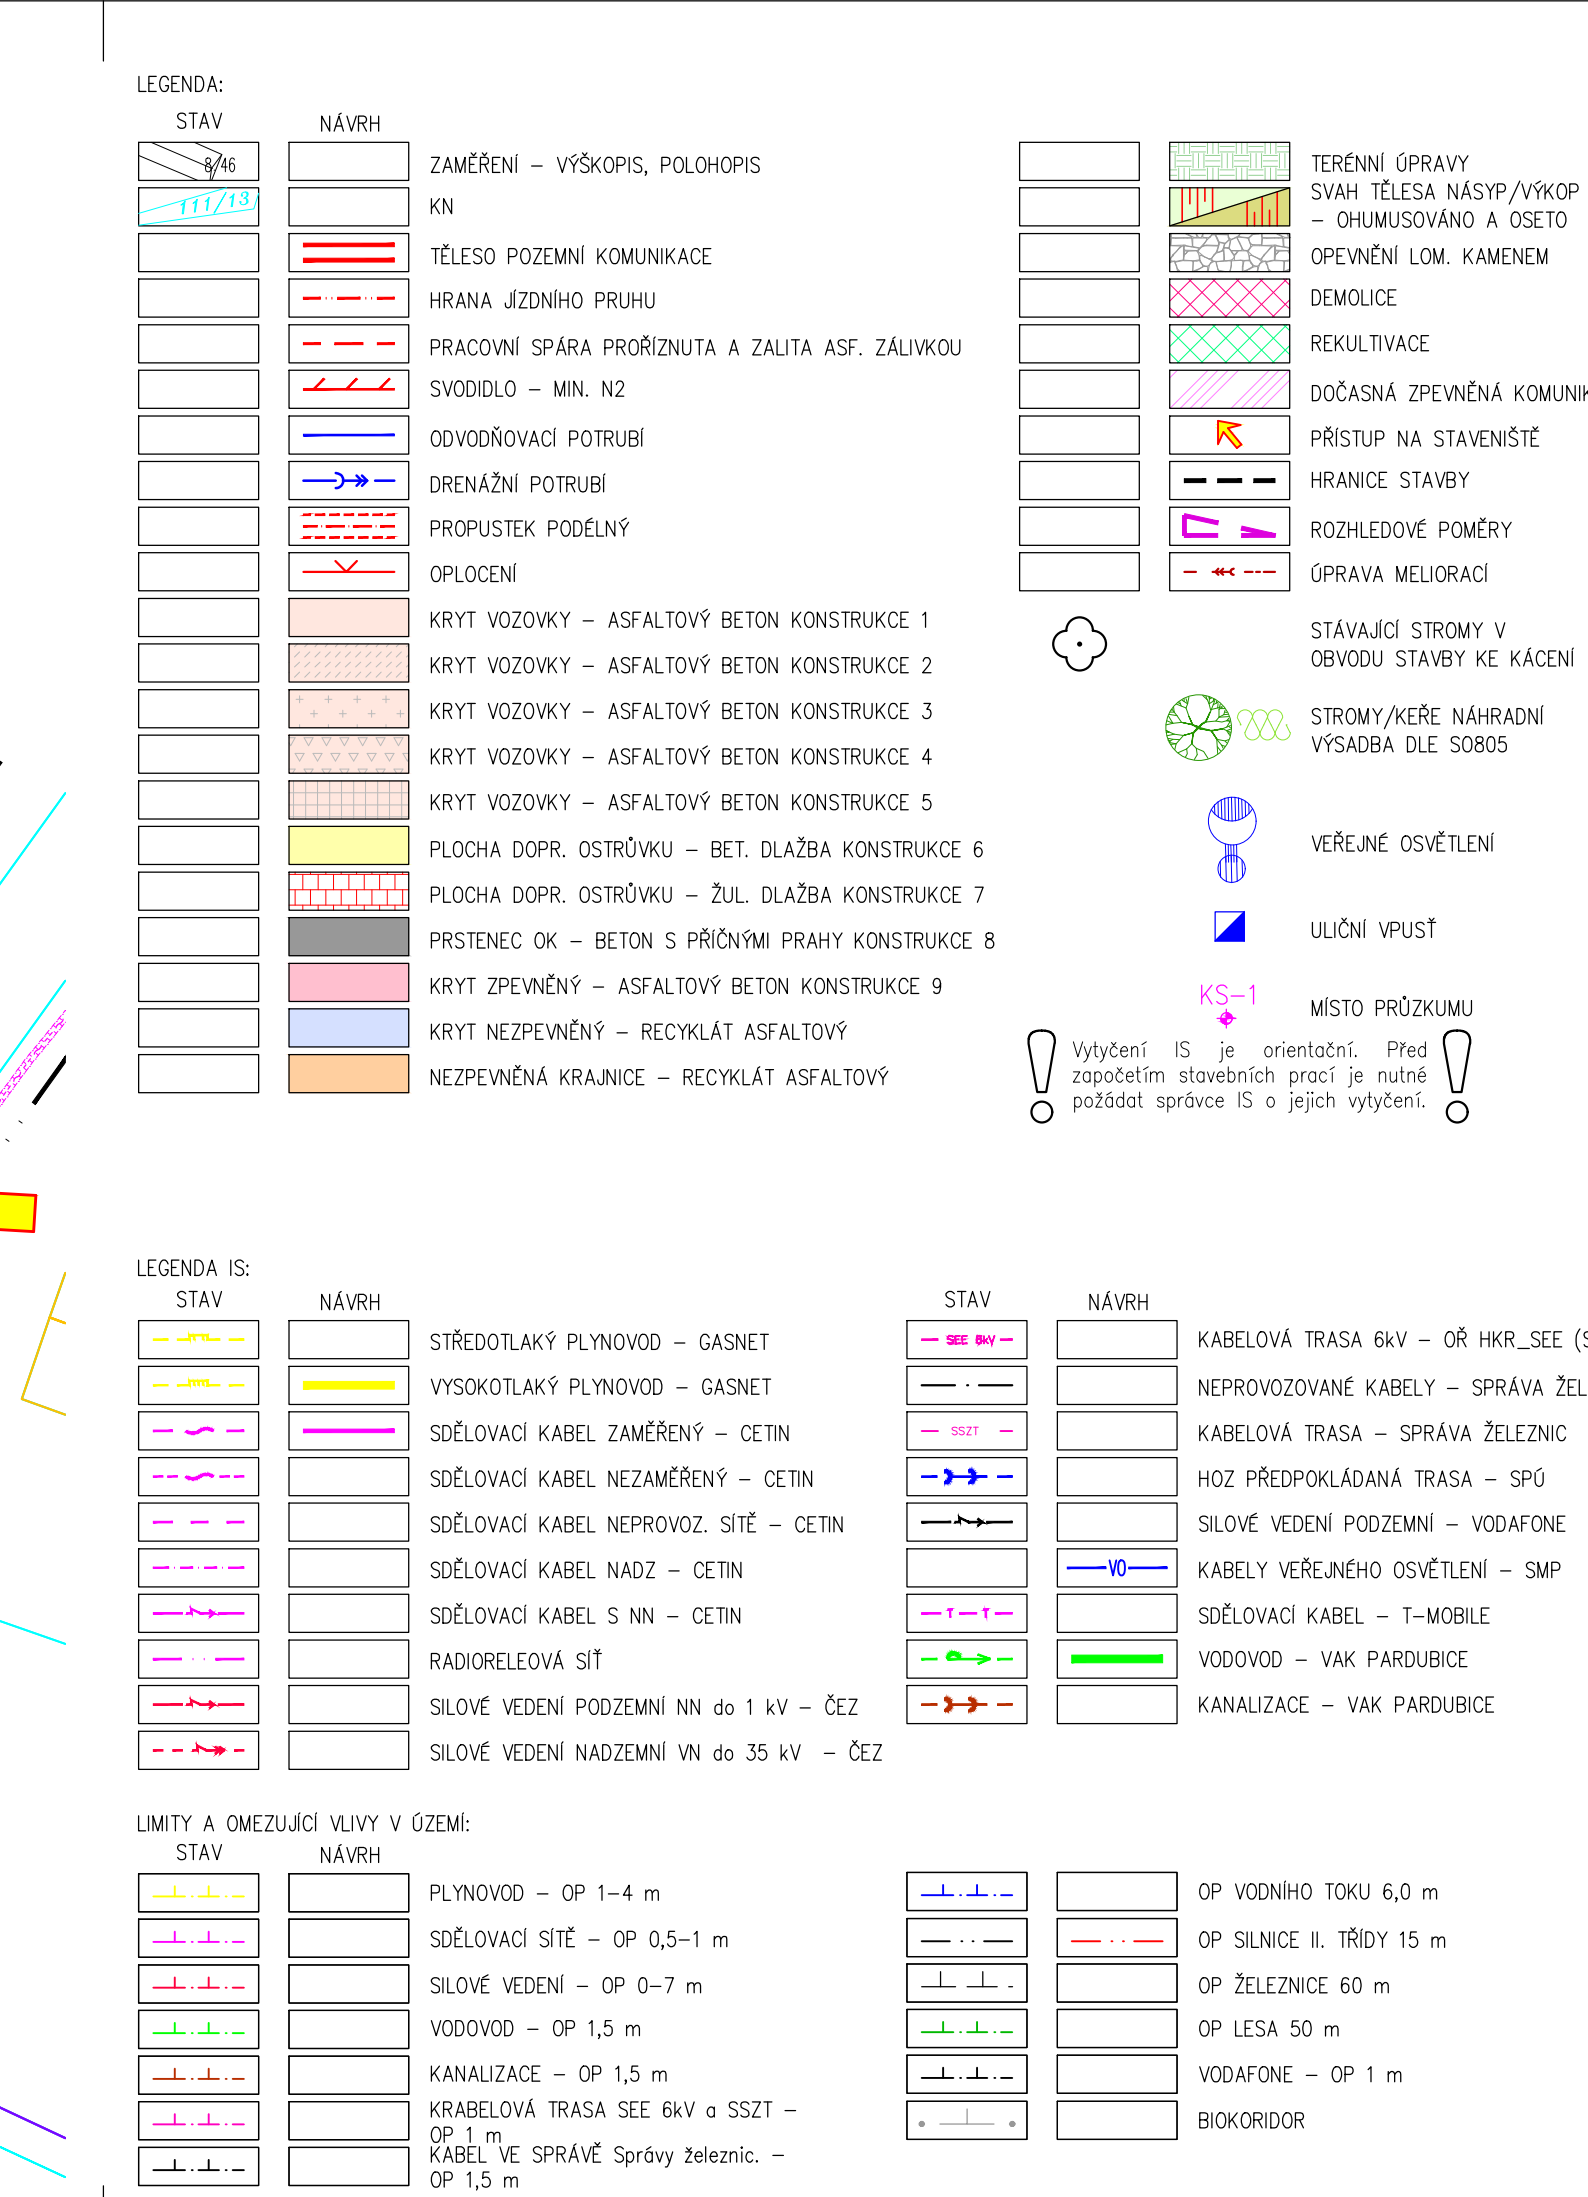 LEGENDA:
STAV
NÁVRH
8,46
ZAMĚŘENÍ – VÝŠKOPIS, POLOHOPIS
111/13
KN
TĚLESO POZEMNÍ KOMUNIKACE
HRANA JÍZDNÍHO PRUHU
PRACOVNÍ SPÁRA PROŘÍZNUTA A ZALITA ASF. ZÁLIVKOU
SVODIDLO – MIN. N2
ODVODŇOVACÍ POTRUBÍ
DRENÁŽNÍ POTRUBÍ
PROPUSTEK PODÉLNÝ
OPLOCENÍ
KRYT VOZOVKY – ASFALTOVÝ BETON KONSTRUKCE 1
KRYT VOZOVKY – ASFALTOVÝ BETON KONSTRUKCE 2
KRYT VOZOVKY – ASFALTOVÝ BETON KONSTRUKCE 3
KRYT VOZOVKY – ASFALTOVÝ BETON KONSTRUKCE 4
KRYT VOZOVKY – ASFALTOVÝ BETON KONSTRUKCE 5
PLOCHA DOPR. OSTRŮVKU – BET. DLAŽBA KONSTRUKCE 6
PLOCHA DOPR. OSTRŮVKU – ŽUL. DLAŽBA KONSTRUKCE 7
PRSTENEC OK – BETON S PŘÍČNÝMI PRAHY KONSTRUKCE 8
KRYT ZPEVNĚNÝ – ASFALTOVÝ BETON KONSTRUKCE 9
KRYT NEZPEVNĚNÝ – RECYKLÁT ASFALTOVÝ
NEZPEVNĚNÁ KRAJNICE – RECYKLÁT ASFALTOVÝ
TERÉNNÍ ÚPRAVY
SVAH TĚLESA NÁSYP/VÝKOP
– OHUMUSOVÁNO A OSETO
OPEVNĚNÍ LOM. KAMENEM
DEMOLICE
REKULTIVACE
DOČASNÁ ZPEVNĚNÁ KOMUNIK
PŘÍSTUP NA STAVENIŠTĚ
HRANICE STAVBY
ROZHLEDOVÉ POMĚRY
ÚPRAVA MELIORACÍ
STÁVAJÍCÍ STROMY V
OBVODU STAVBY KE KÁCENÍ
STROMY/KEŘE NÁHRADNÍ
VÝSADBA DLE SO805
VEŘEJNÉ OSVĚTLENÍ
ULIČNÍ VPUSŤ
KS–1
MÍSTO PRŮZKUMU
Vytyčení IS je orientační. Před
započetím stavebních prací je nutné
požádat správce IS o jejich vytyčení.
LEGENDA IS:
STAV
NÁVRH
STŘEDOTLAKÝ PLYNOVOD – GASNET
VYSOKOTLAKÝ PLYNOVOD – GASNET
SDĚLOVACÍ KABEL ZAMĚŘENÝ – CETIN
SDĚLOVACÍ KABEL NEZAMĚŘENÝ – CETIN
SDĚLOVACÍ KABEL NEPROVOZ. SÍTĚ – CETIN
SDĚLOVACÍ KABEL NADZ – CETIN
SDĚLOVACÍ KABEL S NN – CETIN
RADIORELEOVÁ SÍŤ
SILOVÉ VEDENÍ PODZEMNÍ NN do 1 kV – ČEZ
SILOVÉ VEDENÍ NADZEMNÍ VN do 35 kV – ČEZ
STAV
NÁVRH
SEE 6kV
KABELOVÁ TRASA 6kV – OŘ HKR_SEE (S
NEPROVOZOVANÉ KABELY – SPRÁVA ŽEL
SSZT
KABELOVÁ TRASA – SPRÁVA ŽELEZNIC
HOZ PŘEDPOKLÁDANÁ TRASA – SPÚ
SILOVÉ VEDENÍ PODZEMNÍ – VODAFONE
VO
KABELY VEŘEJNÉHO OSVĚTLENÍ – SMP
T T
SDĚLOVACÍ KABEL – T–MOBILE
VODOVOD – VAK PARDUBICE
KANALIZACE – VAK PARDUBICE
LIMITY A OMEZUJÍCÍ VLIVY V ÚZEMÍ:
STAV
NÁVRH
PLYNOVOD – OP 1–4 m
SDĚLOVACÍ SÍTĚ – OP 0,5–1 m
SILOVÉ VEDENÍ – OP 0–7 m
VODOVOD – OP 1,5 m
KANALIZACE – OP 1,5 m
KRABELOVÁ TRASA SEE 6kV a SSZT –
OP 1 m
KABEL VE SPRÁVĚ Správy železnic. –
OP 1,5 m
OP VODNÍHO TOKU 6,0 m
OP SILNICE II. TŘÍDY 15 m
OP ŽELEZNICE 60 m
OP LESA 50 m
VODAFONE – OP 1 m
BIOKORIDOR